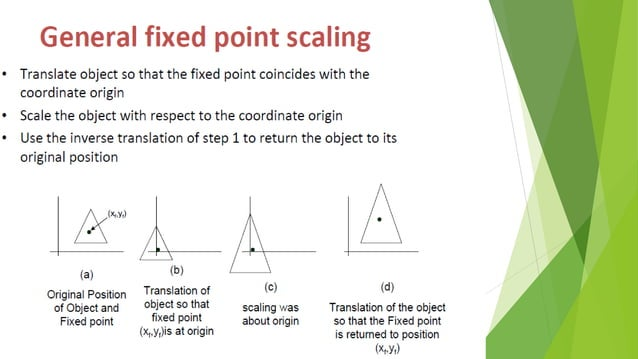 General fixed point scaling
• Translate object so that the fixed point coincides with the
coordinate origin
• Scale the object with respect to the coordinate origin
• Use the inverse translation of step 1 to return the object to its
original position
(xf,yf)
(a)
Original Position
of Object and
Fixed point
(b)
Translation of
object so that
fixed point
(xf,yf)is at origin
(c)
scaling was
about origin
(d)
Translation of the object
so that the Fixed point
is returned to position
(xf,yf)